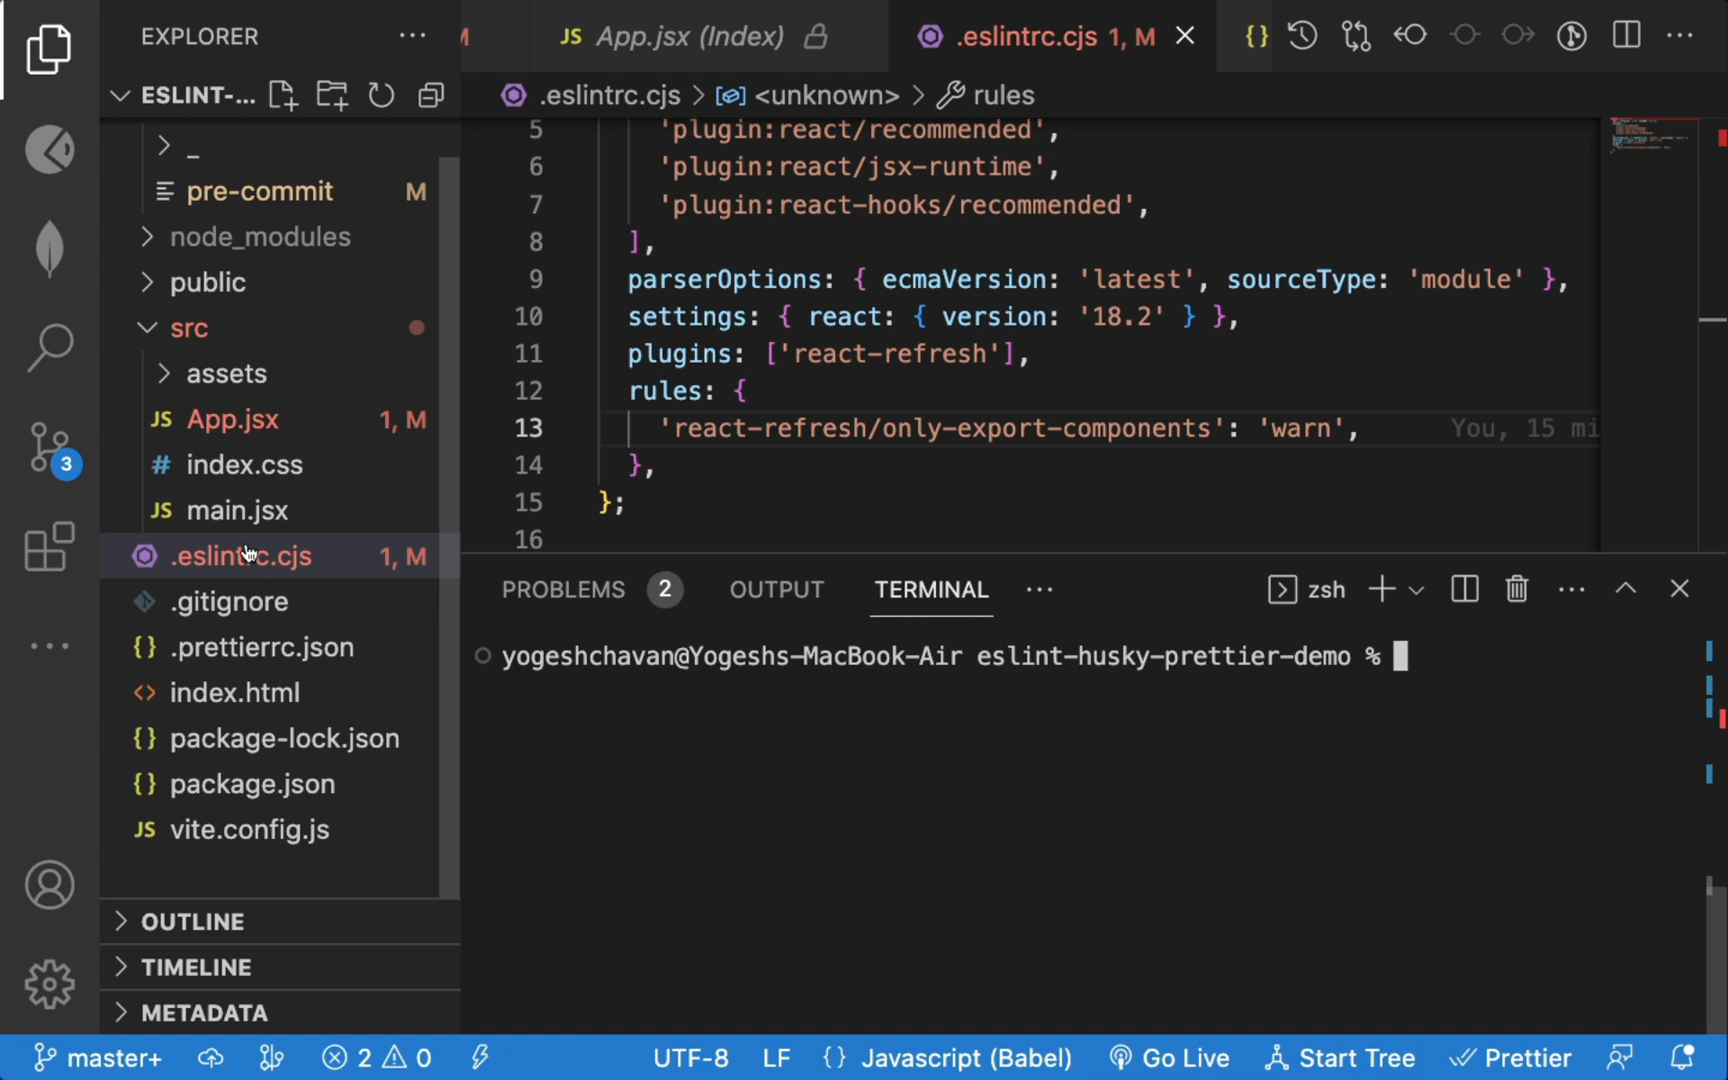 EXPLORER
ESLINT-...
_
pre-commit M
node_modules
public
src
assets
JS App.jsx 1, M
# index.css
JS main.jsx
.eslintrc.cjs 1, M
.gitignore
{} .prettierrc.json
<> index.html
{} package-lock.json
{} package.json
JS vite.config.js
OUTLINE
TIMELINE
METADATA
3
M JS App.jsx (Index) .eslintrc.cjs 1, M {}
.eslintrc.cjs > <unknown> > rules
5 'plugin:react/recommended',
6 'plugin:react/jsx-runtime',
7 'plugin:react-hooks/recommended',
8 ],
9 parserOptions: { ecmaVersion: 'latest', sourceType: 'module' },
10 settings: { react: { version: '18.2' } },
11 plugins: ['react-refresh'],
12 rules: {
13 'react-refresh/only-export-components': 'warn', You, 15 mi
14 },
15 };
16
PROBLEMS 2 OUTPUT TERMINAL ... zsh
yogeshchavan@Yogeshs-MacBook-Air eslint-husky-prettier-demo %
master+ 2 0 UTF-8 LF {} Javascript (Babel) Go Live Start Tree Prettier